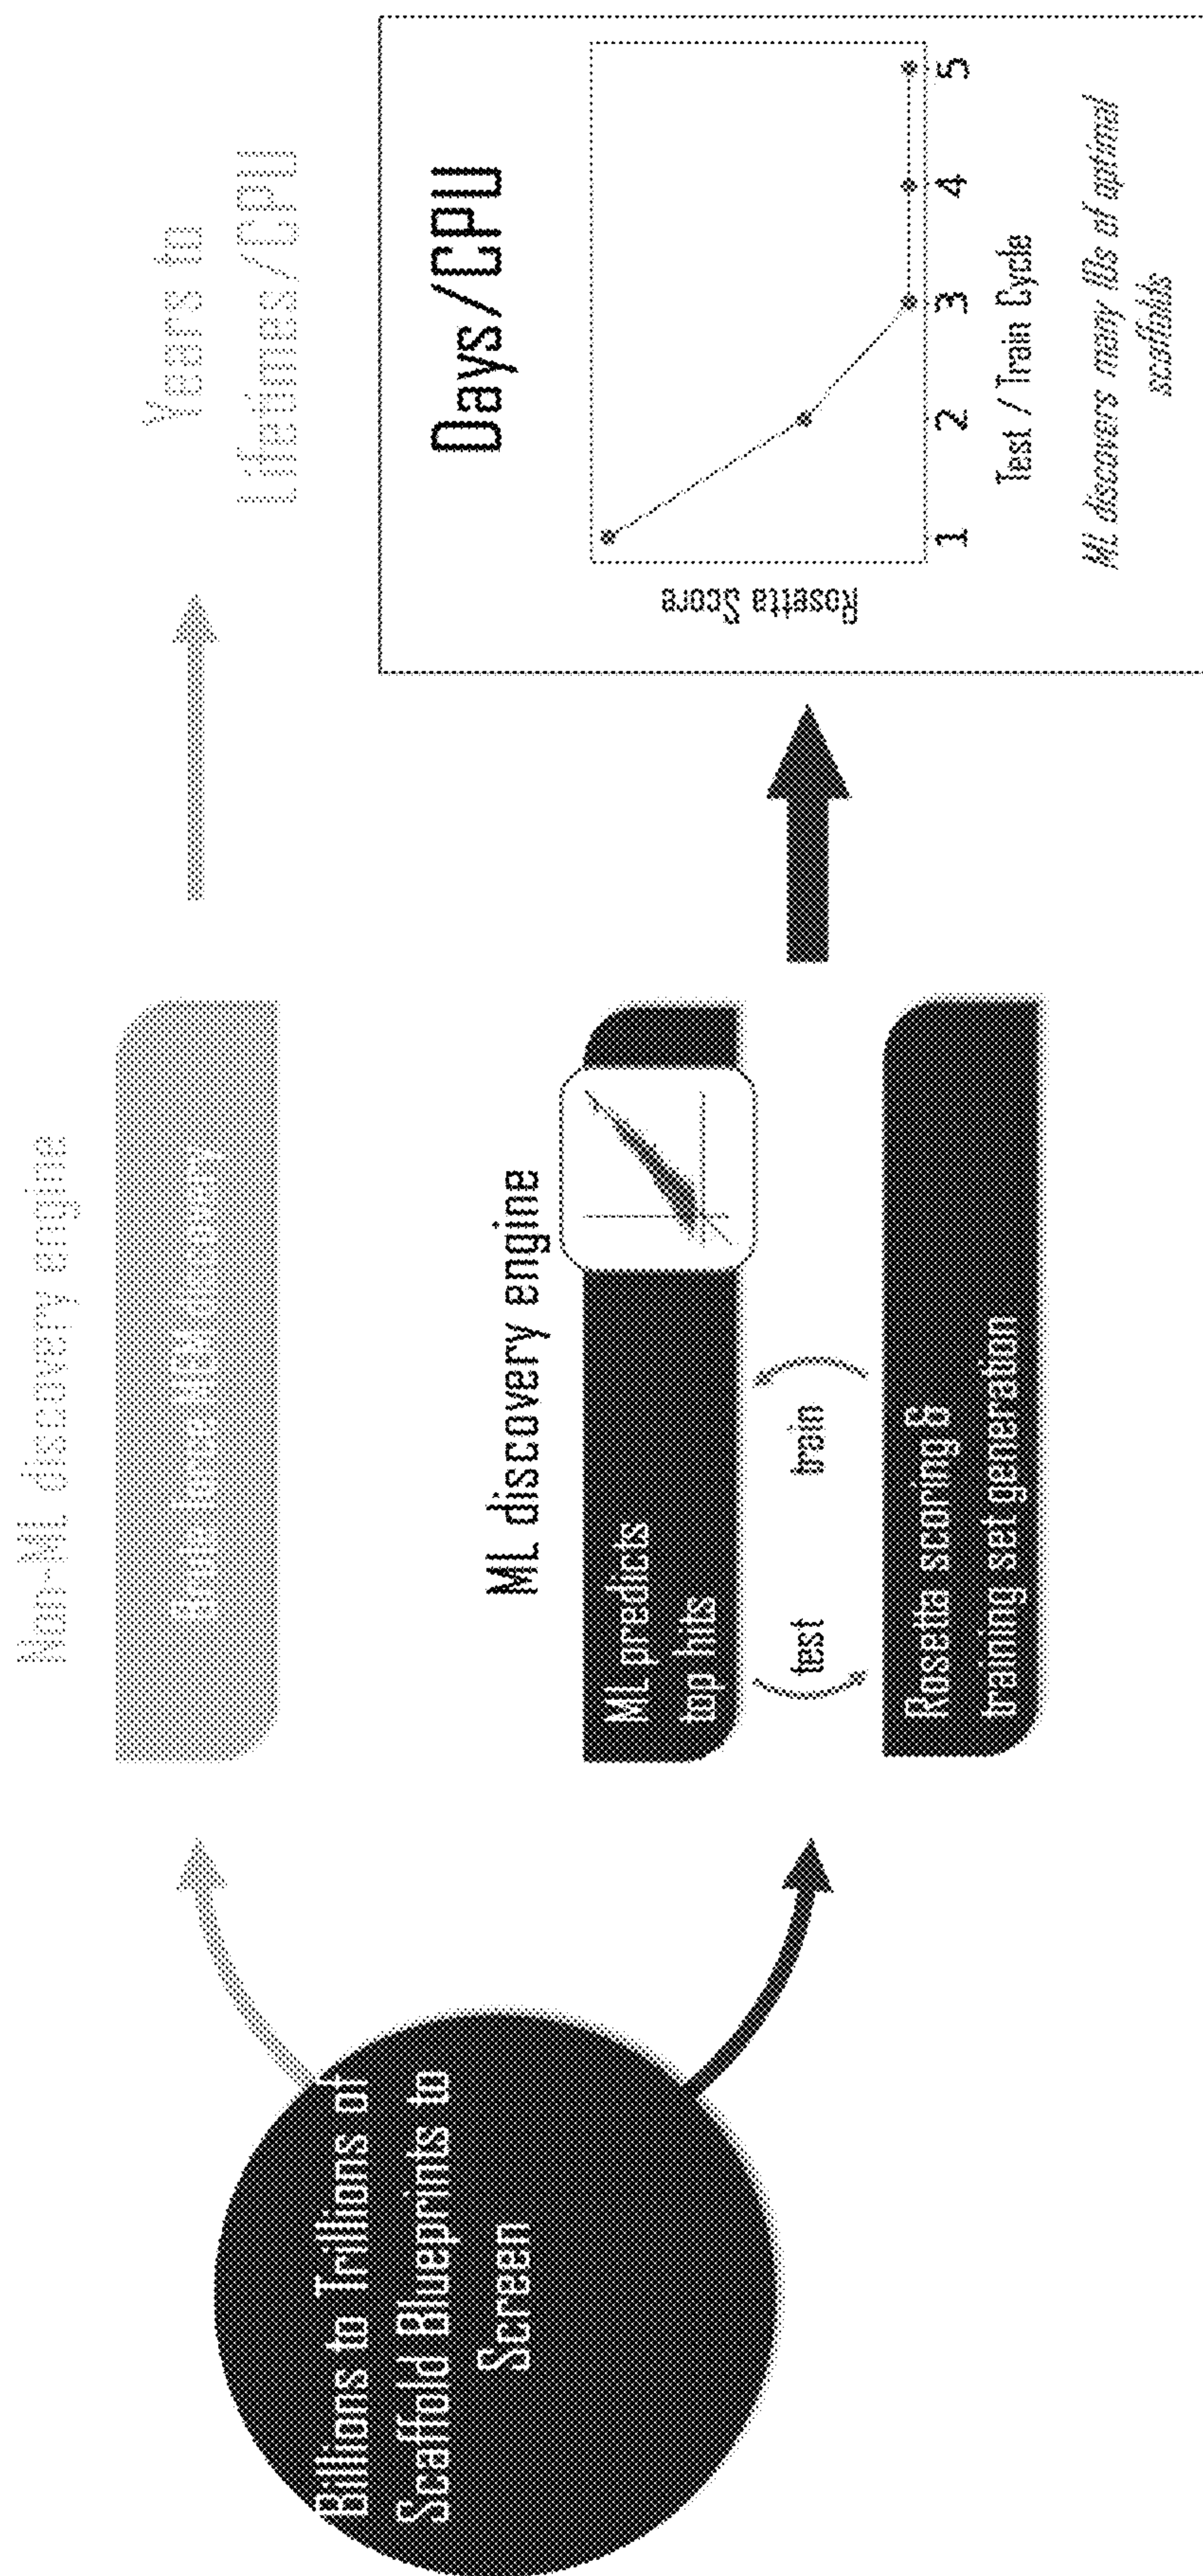 Billions to Trillions of
Scaffold Blueprints to
Screen
Non-ML discovery engine
Years to
Lifetimes/CPU
ML discovery engine
ML predicts
top hits
test
train
Rosetta scoring &
training set generation
Days/CPU
Rosetta Score
1 2 3 4 5
Test / Train Cycle
ML discovers many 10s of optimal
scaffolds